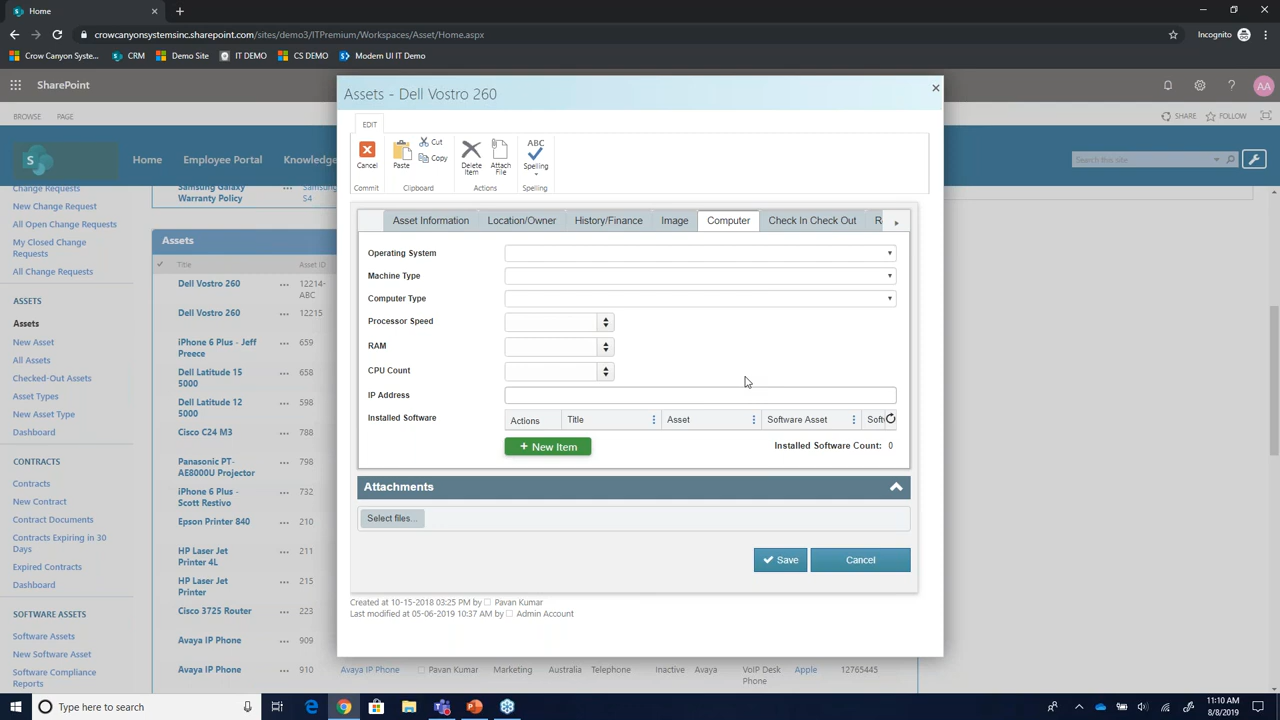 Home
crowcanyonsystemsinc.sharepoint.com/sites/demo3/ITPremium/Workspaces/Asset/Home.aspx
Incognito
Crow Canyon Syste...
CRM
Demo Site
IT DEMO
CS DEMO
Modern UI IT Demo
SharePoint
AA
BROWSE
PAGE
SHARE
FOLLOW
S
Home
Employee Portal
Knowledge
Search this site
Change Requests
New Change Request
All Open Change Requests
My Closed Change
Requests
All Change Requests
ASSETS
Assets
New Asset
All Assets
Checked-Out Assets
Asset Types
New Asset Type
Dashboard
CONTRACTS
Contracts
New Contract
Contract Documents
Contracts Expiring in 30
Days
Expired Contracts
Dashboard
SOFTWARE ASSETS
Software Assets
New Software Asset
Software Compliance
Reports
Samsung Galaxy
Warranty Policy
Samsung
S4
Assets
Title
Asset ID
Dell Vostro 260
12214-
ABC
Dell Vostro 260
12215
iPhone 6 Plus - Jeff
Preece
659
Dell Latitude 15
5000
658
Dell Latitude 12
5000
598
Cisco C24 M3
788
Panasonic PT-
AE8000U Projector
798
iPhone 6 Plus -
Scott Restivo
732
Epson Printer 840
210
HP Laser Jet
Printer 4L
211
HP Laser Jet
Printer
215
Cisco 3725 Router
223
Avaya IP Phone
909
Avaya IP Phone
910
Avaya IP Phone
Pavan Kumar
Marketing
Australia
Telephone
Inactive
Avaya
VoIP Desk
Phone
Apple
12765445
Assets - Dell Vostro 260
EDIT
Cancel
Commit
Paste
Cut
Copy
Clipboard
Delete
Item
Attach
File
Actions
ABC
Spelling
Spelling
Asset Information
Location/Owner
History/Finance
Image
Computer
Check In Check Out
R
Operating System
Machine Type
Computer Type
Processor Speed
RAM
CPU Count
IP Address
Installed Software
Actions
Title
Asset
Software Asset
Soft
+ New Item
Installed Software Count: 0
Attachments
Select files...
Save
Cancel
Created at 10-15-2018 03:25 PM by Pavan Kumar
Last modified at 05-06-2019 10:37 AM by Admin Account
Type here to search
11:10 AM
8/8/2019